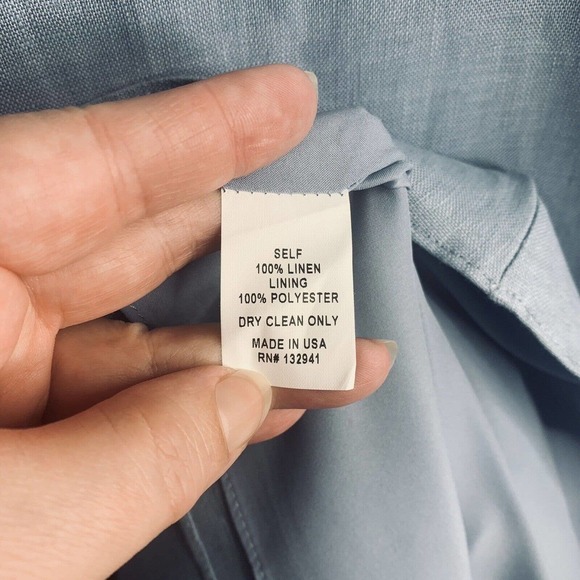 SELF
100% LINEN
LINING
100% POLYESTER
DRY CLEAN ONLY
MADE IN USA
RN# 132941